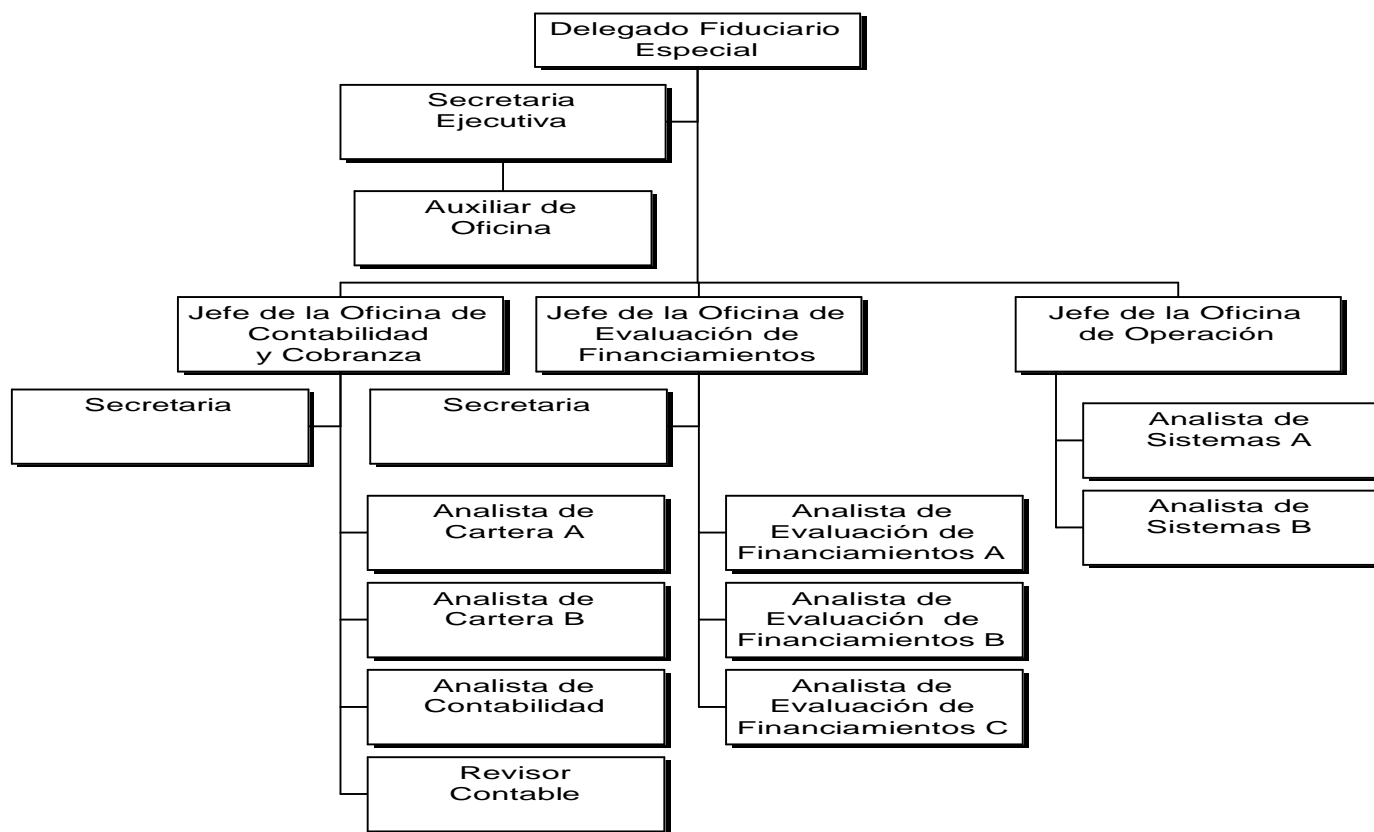 Delegado Fiduciario
Especial
Secretaria
Ejecutiva
Auxiliar de
Oficina
Jefe de la Oficina de
Contabilidad
y Cobranza
Jefe de la Oficina de
Evaluación de
Financiamientos
Jefe de la Oficina
de Operación
Secretaria
Secretaria
Analista de
Sistemas A
Analista de
Sistemas B
Analista de
Cartera A
Analista de
Cartera B
Analista de
Contabilidad
Revisor
Contable
Analista de
Evaluación de
Financiamientos A
Analista de
Evaluación de
Financiamientos B
Analista de
Evaluación de
Financiamientos C